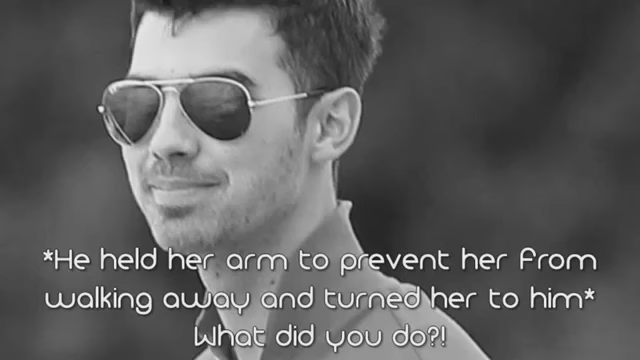 *He held her arm to prevent her from
walking away and turned her to him*
What did you do?!